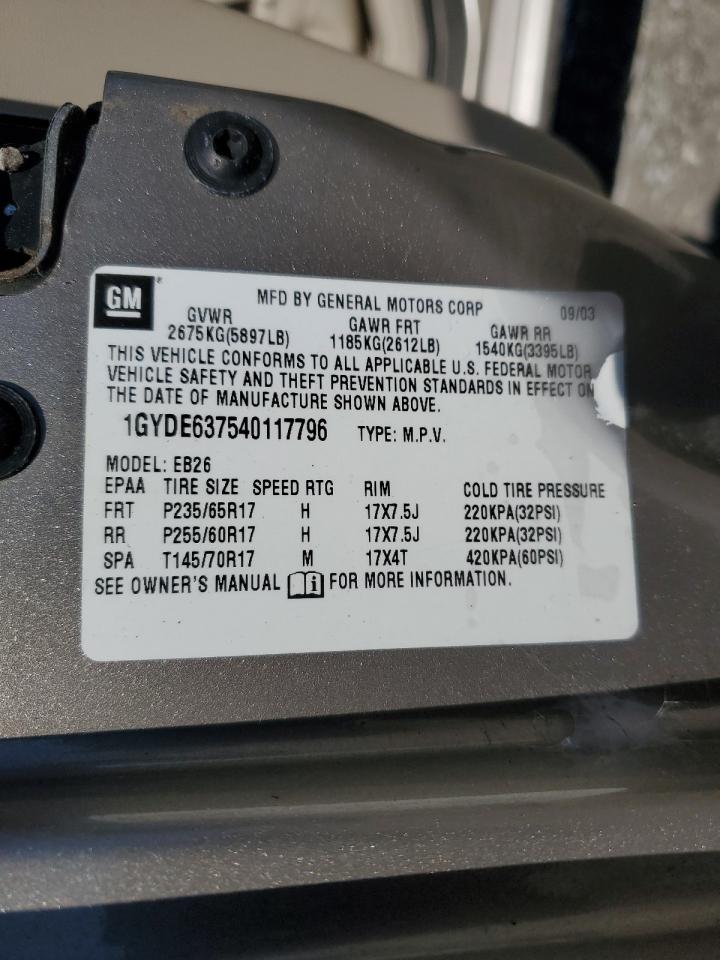 GM ® MFD BY GENERAL MOTORS CORP 09/03
GVWR GAWR FRT GAWR RR
2675KG(5897LB) 1185KG(2612LB) 1540KG(3395LB)
THIS VEHICLE CONFORMS TO ALL APPLICABLE U.S. FEDERAL MOTOR
VEHICLE SAFETY AND THEFT PREVENTION STANDARDS IN EFFECT ON
THE DATE OF MANUFACTURE SHOWN ABOVE.
1GYDE637540117796 TYPE: M.P.V.
MODEL: EB26
EPAA TIRE SIZE SPEED RTG RIM COLD TIRE PRESSURE
FRT P235/65R17 H 17X7.5J 220KPA(32PSI)
RR P255/60R17 H 17X7.5J 220KPA(32PSI)
SPA T145/70R17 M 17X4T 420KPA(60PSI)
SEE OWNER'S MANUAL i FOR MORE INFORMATION.